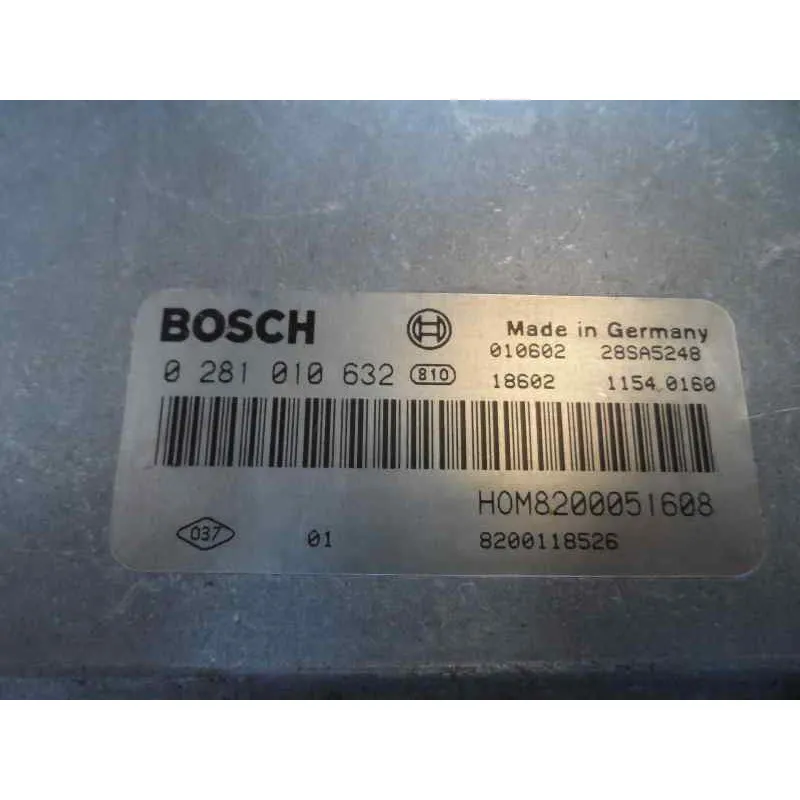 BOSCH
Made in Germany
010602 28SA5248
0 281 010 632 810
18602 1154 0160
HOM8200051608
037 01 8200118526